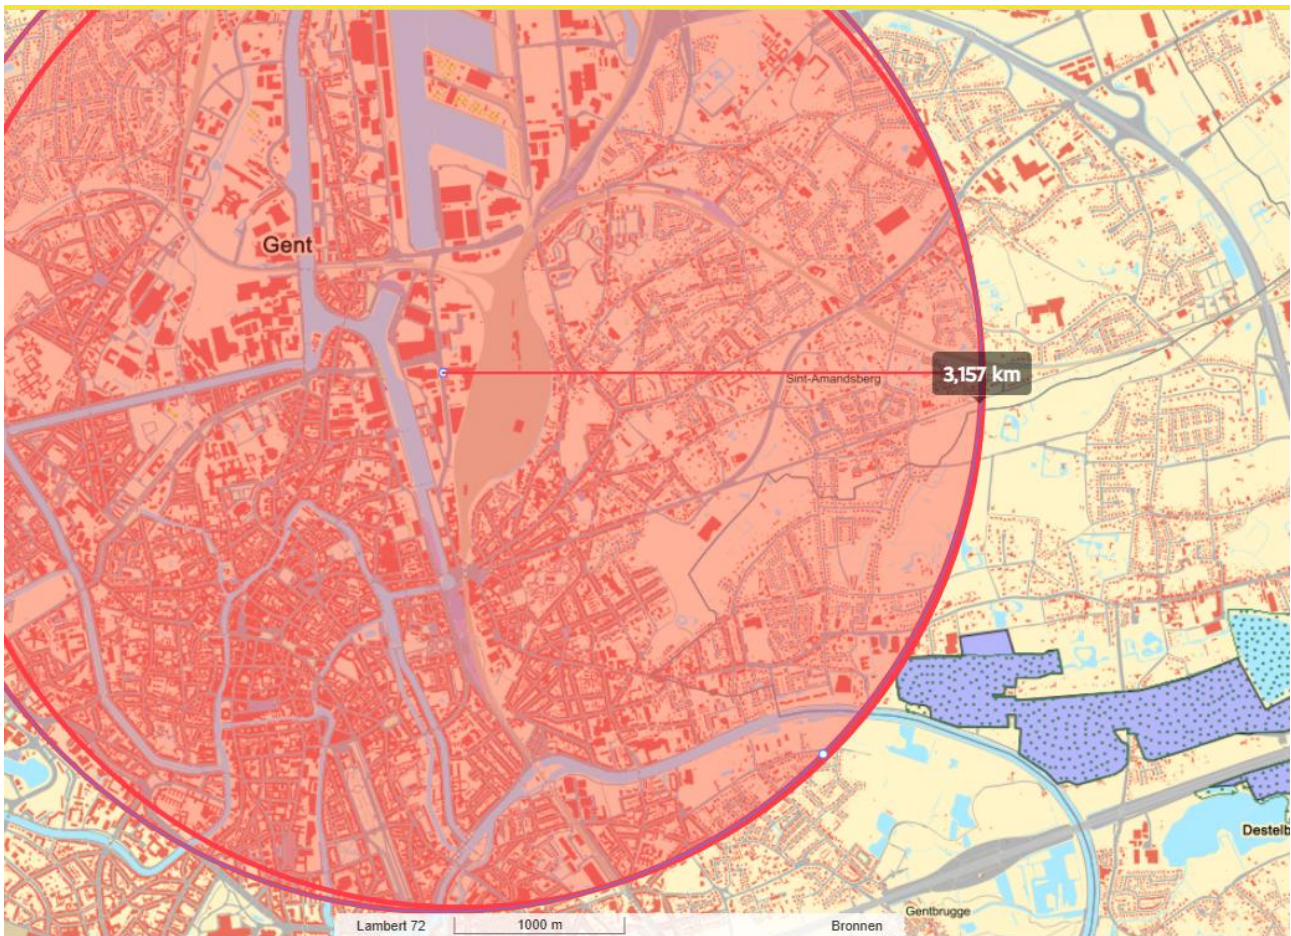 Gent
3,157 km
Sint-Amandsberg
Destelb
Gentbrugge
Lambert 72
1000 m
Bronnen